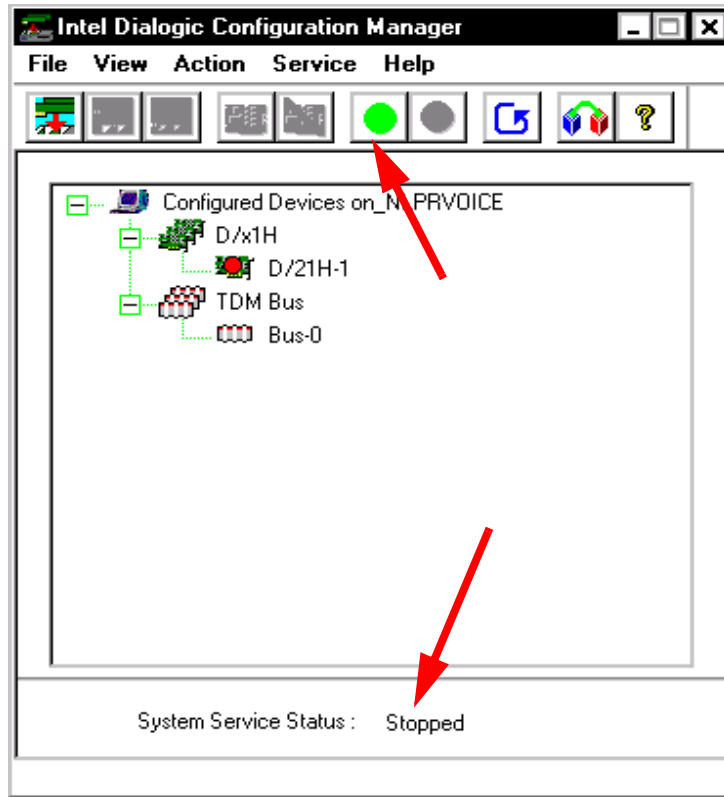 Intel Dialogic Configuration Manager
File View Action Service Help
Configured Devices on_N PRVOICE
D/x1H
D/21H-1
TDM Bus
Bus-0
System Service Status : Stopped